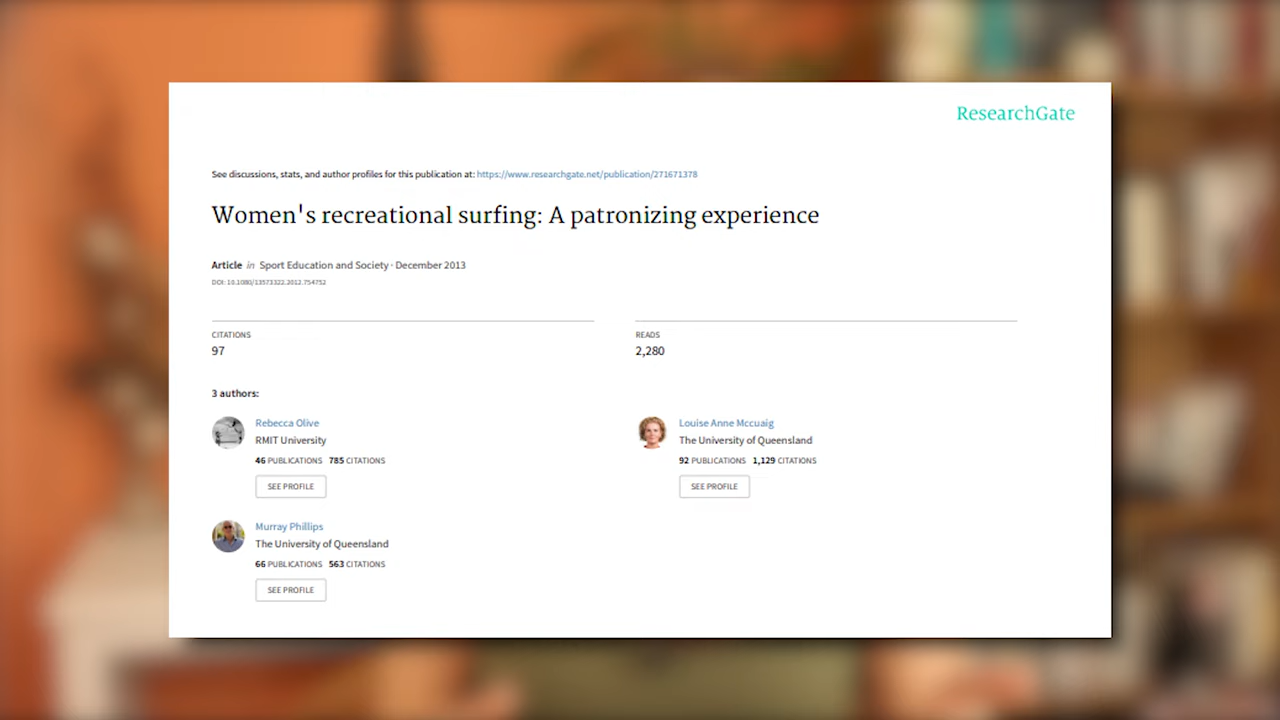 ResearchGate
See discussions, stats, and author profiles for this publication at: https://www.researchgate.net/publication/271671378
Women's recreational surfing: A patronizing experience
Article in Sport Education and Society · December 2013
DOI: 10.1080/13573322.2012.754752
CITATIONS
97
READS
2,280
3 authors:
Rebecca Olive
RMIT University
46 PUBLICATIONS 785 CITATIONS
SEE PROFILE
Louise Anne Mccuaig
The University of Queensland
92 PUBLICATIONS 1,129 CITATIONS
SEE PROFILE
Murray Phillips
The University of Queensland
66 PUBLICATIONS 563 CITATIONS
SEE PROFILE